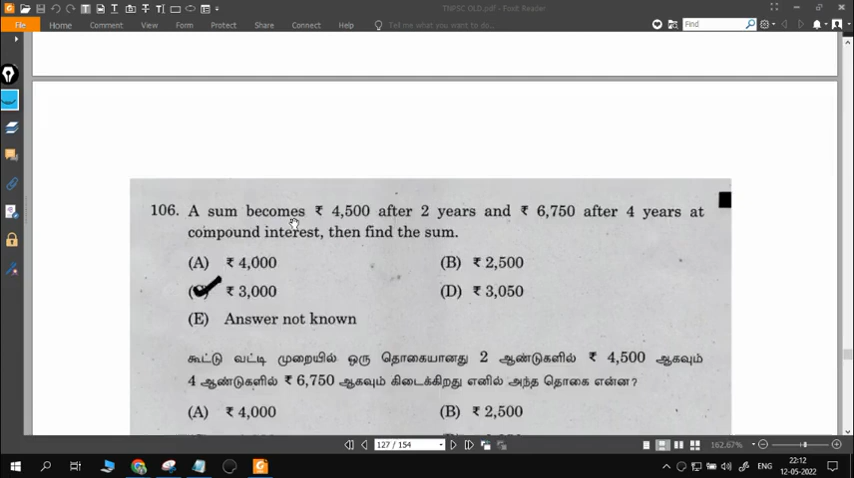 TNPSC OLD.pdf - Foxit Reader
File Home Comment View Form Protect Share Connect Help Tell me what you want to do... Find
106. A sum becomes ₹ 4,500 after 2 years and ₹ 6,750 after 4 years at
compound interest, then find the sum.
(A) ₹ 4,000 (B) ₹ 2,500
₹ 3,000 (D) ₹ 3,050
(E) Answer not known
கூட்டு வட்டி முறையில் ஒரு தொகையானது 2 ஆண்டுகளில் ₹ 4,500 ஆகவும்
4 ஆண்டுகளில் ₹ 6,750 ஆகவும் கிடைக்கிறது எனில் அந்த தொகை என்ன?
(A) ₹ 4,000 (B) ₹ 2,500
127 / 154 162.67%
ENG 22:12
12-05-2022